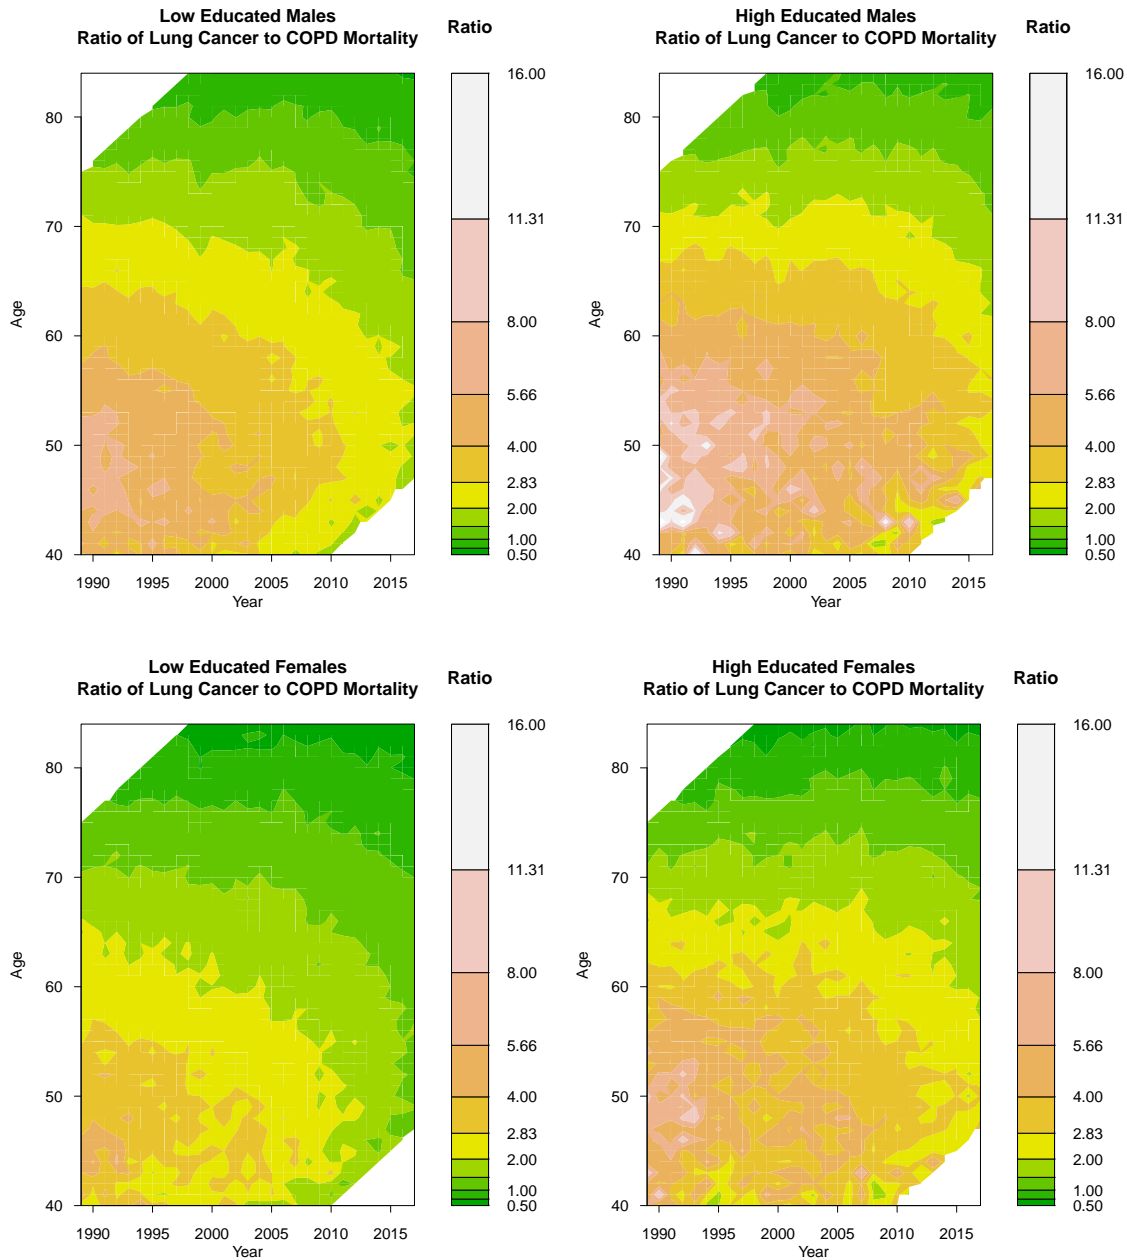 Low Educated Males
Ratio of Lung Cancer to COPD Mortality
Ratio
16.00
11.31
8.00
5.66
4.00
2.83
2.00
1.00
0.50
Age
80
70
60
50
40
1990 1995 2000 2005 2010 2015
Year
High Educated Males
Ratio of Lung Cancer to COPD Mortality
Ratio
16.00
11.31
8.00
5.66
4.00
2.83
2.00
1.00
0.50
Age
80
70
60
50
40
1990 1995 2000 2005 2010 2015
Year
Low Educated Females
Ratio of Lung Cancer to COPD Mortality
Ratio
16.00
11.31
8.00
5.66
4.00
2.83
2.00
1.00
0.50
Age
80
70
60
50
40
1990 1995 2000 2005 2010 2015
Year
High Educated Females
Ratio of Lung Cancer to COPD Mortality
Ratio
16.00
11.31
8.00
5.66
4.00
2.83
2.00
1.00
0.50
Age
80
70
60
50
40
1990 1995 2000 2005 2010 2015
Year